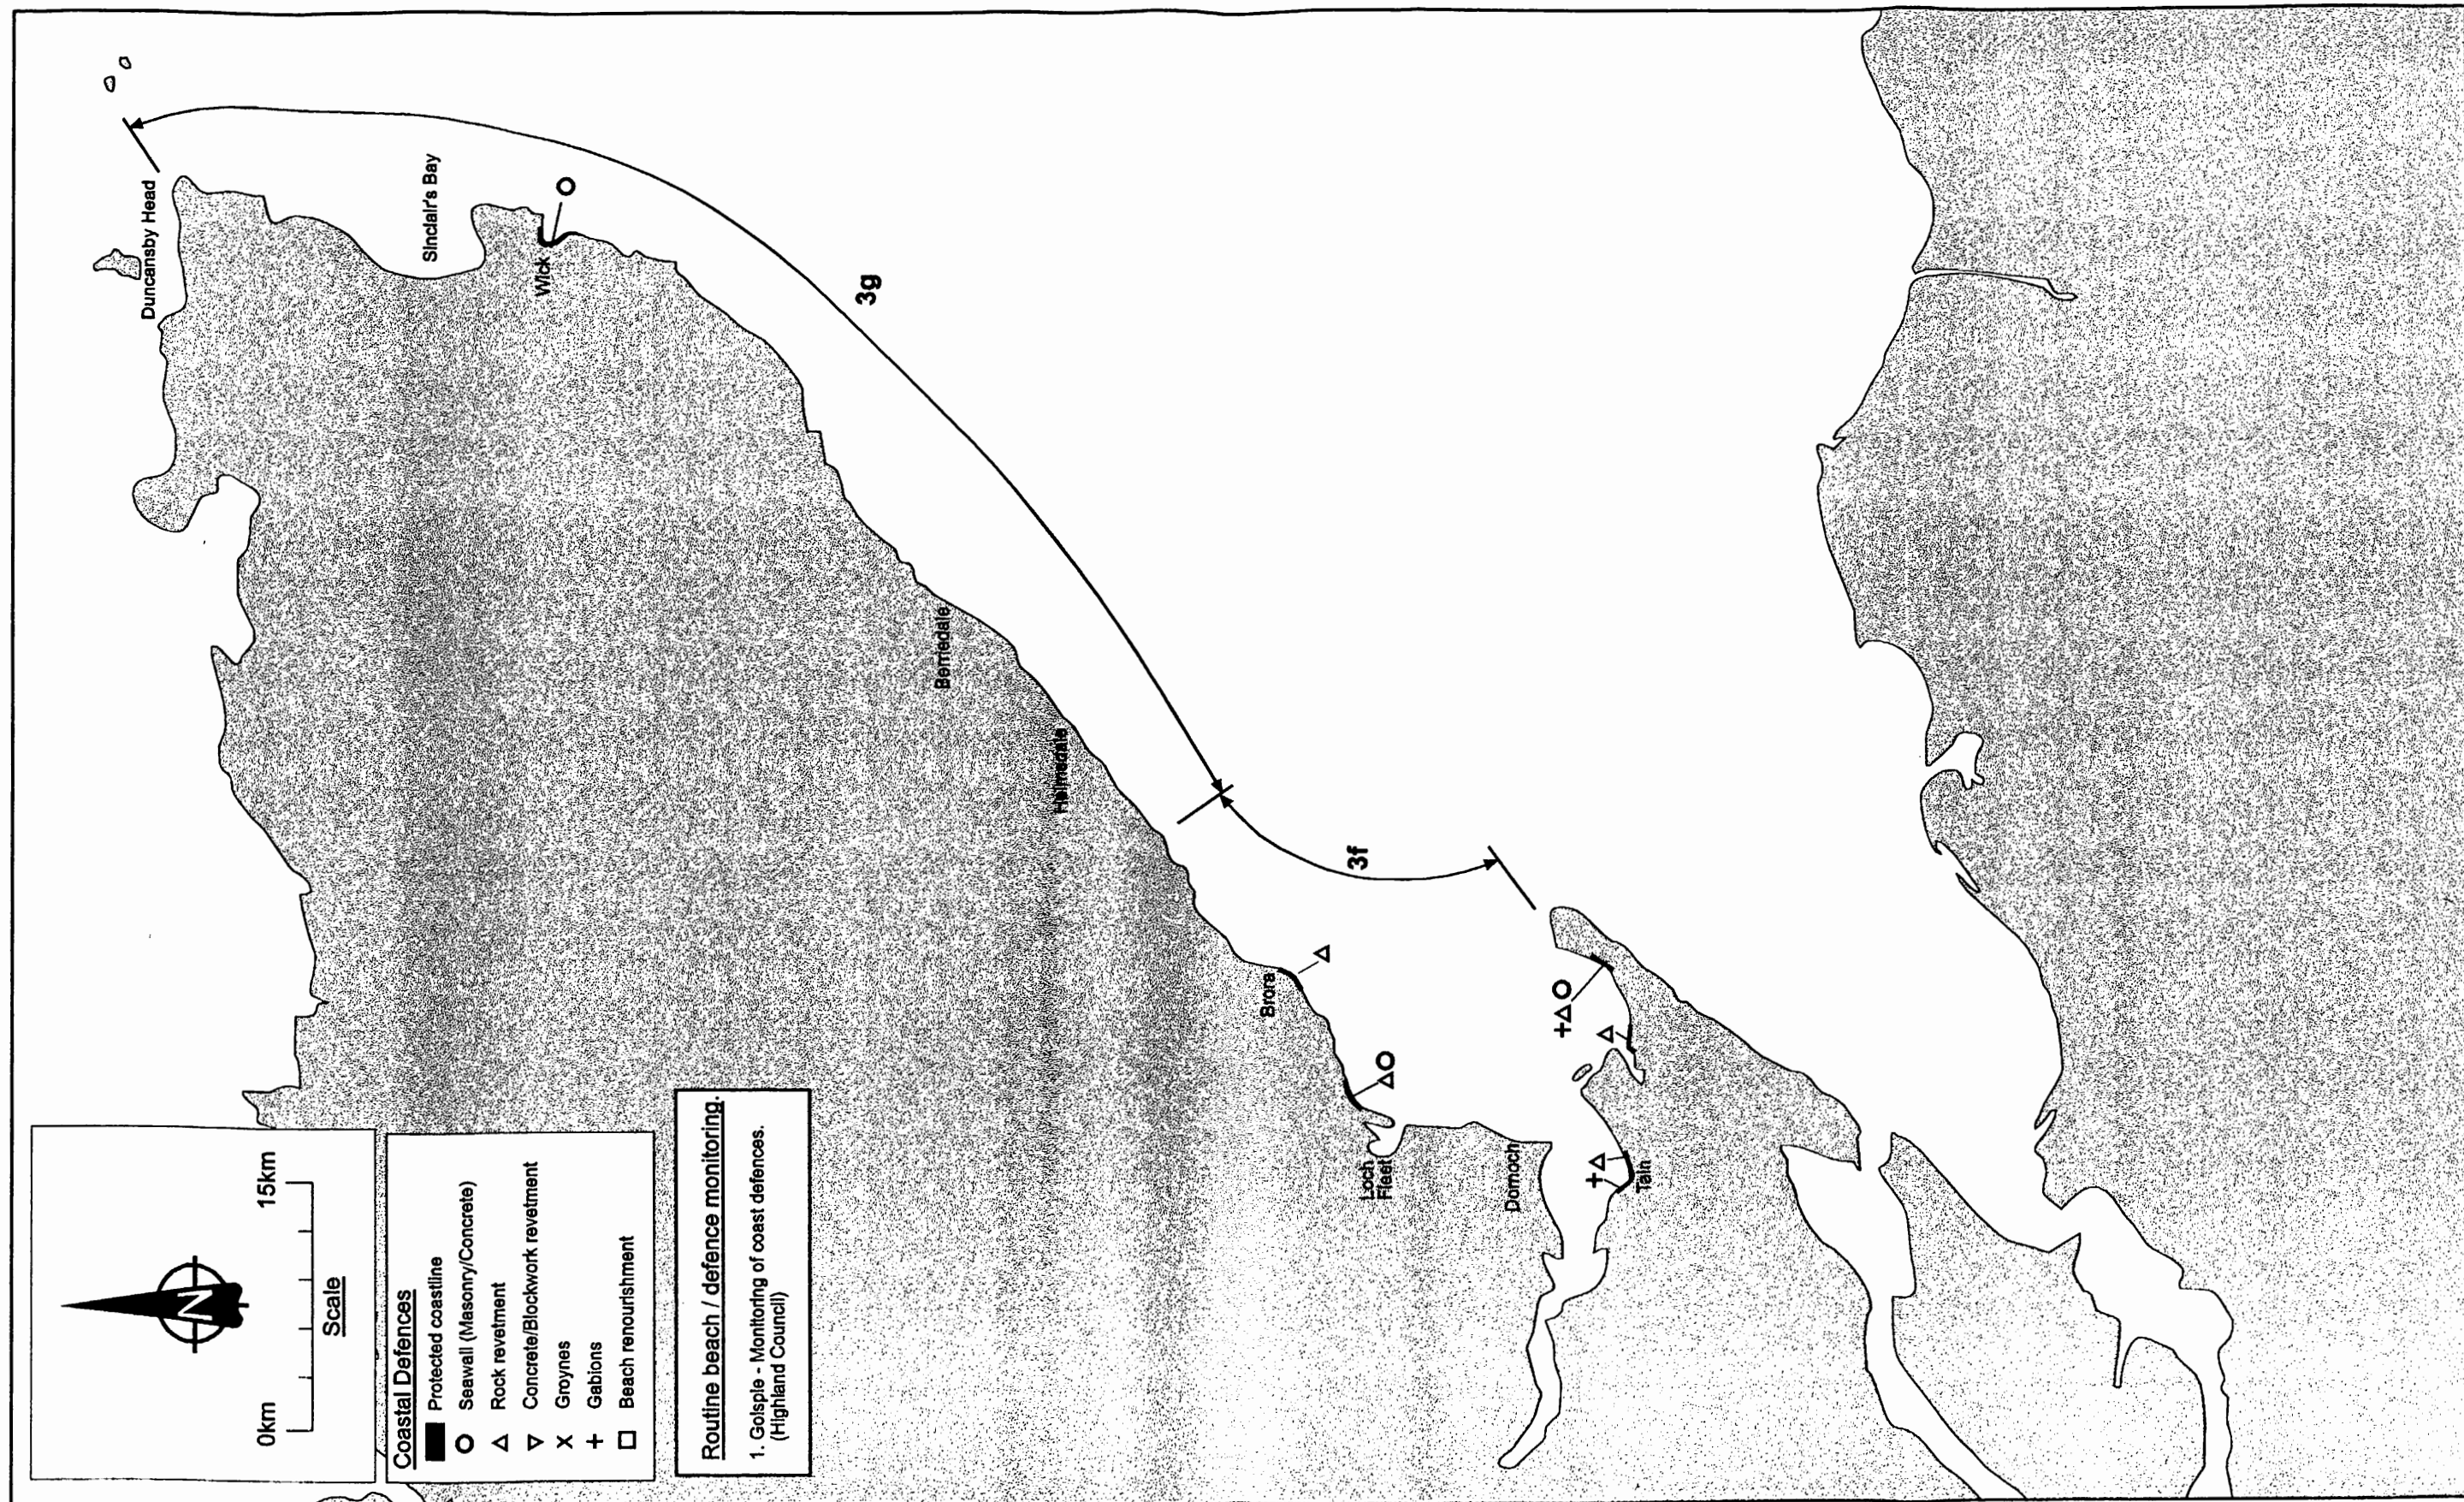 0km 15km
Scale
N
Coastal Defences
Protected coastline
Seawall (Masonry/Concrete)
Rock revetment
Concrete/Blockwork revetment
Groynes
Gabions
Beach renourishment
Routine beach / defence monitoring.
1. Golspie - Monitoring of coast defences.
(Highland Council)
Duncansby Head
Sinclair's Bay
Wick
3g
Berriedale
Helmsdale
3f
Brora
Loch
Fleet
Dornoch
Tain